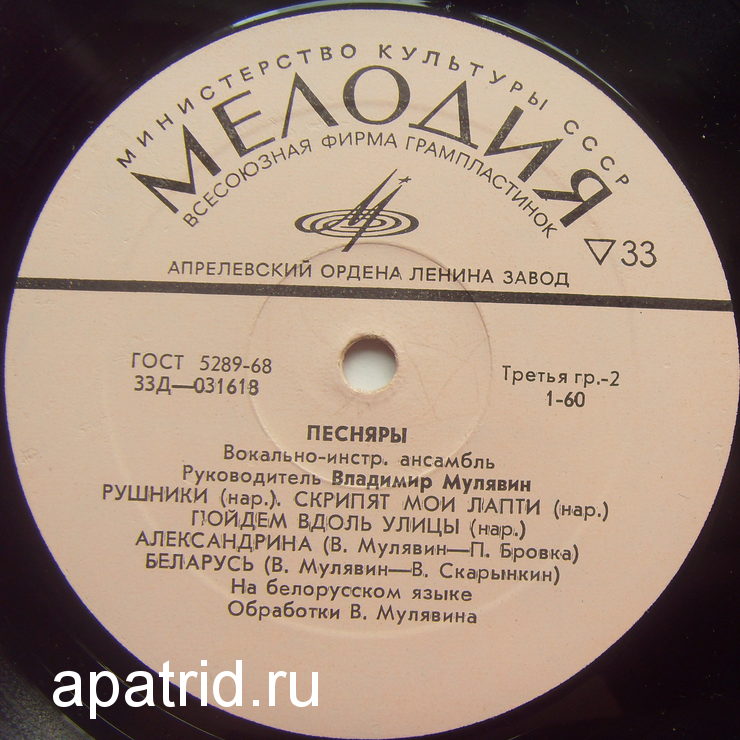 МИНИСТЕРСТВО КУЛЬТУРЫ СССР
МЕЛОДИЯ
ВСЕСОЮЗНАЯ ФИРМА ГРАМПЛАСТИНОК
▽33
АПРЕЛЕВСКИЙ ОРДЕНА ЛЕНИНА ЗАВОД
ГОСТ 5289-68
33Д—031618
Третья гр.-2
1-60
ПЕСНЯРЫ
Вокально-инстр. ансамбль
Руководитель Владимир Мулявин
РУШНИКИ (нар.). СКРИПЯТ МОИ ЛАПТИ (нар.)
ПОЙДЕМ ВДОЛЬ УЛИЦЫ (нар.)
АЛЕКСАНДРИНА (В. Мулявин—П. Бровка)
БЕЛАРУСЬ (В. Мулявин—В. Скарынкин)
На белорусском языке
Обработки В. Мулявина
apatrid.ru